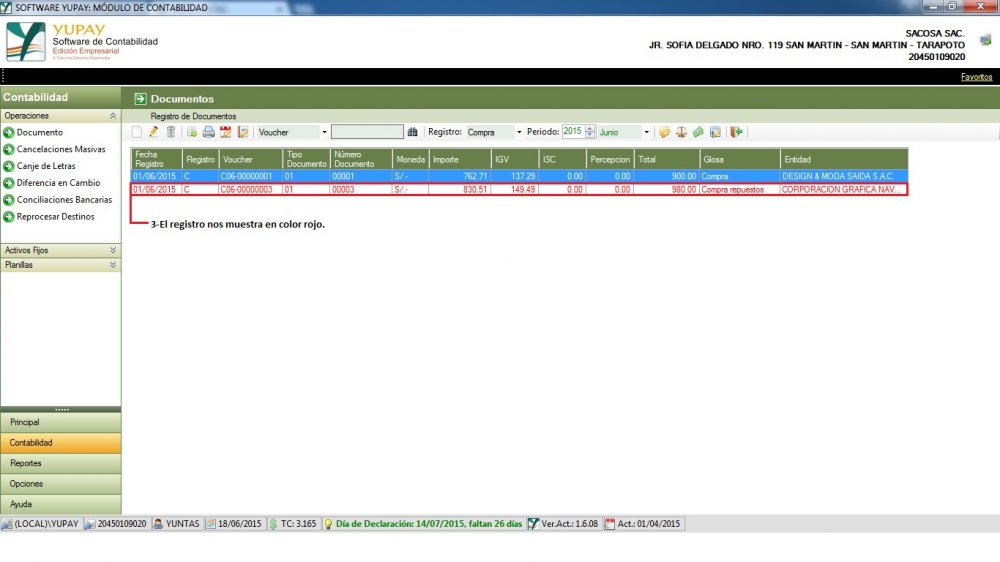 SOFTWARE YUPAY: MÓDULO DE CONTABILIDAD
YUPAY
Software de Contabilidad
Edición Empresarial
© Todos los Derechos Reservados
SACOSA SAC.
JR. SOFIA DELGADO NRO. 119 SAN MARTIN - SAN MARTIN - TARAPOTO
20450109020
Favoritos
Contabilidad
Documentos
Operaciones
Registro de Documentos
Documento
Voucher
Registro: Compra
Periodo: 2015 Junio
Cancelaciones Masivas
Canje de Letras
Diferencia en Cambio
Conciliaciones Bancarias
Reprocesar Destinos
Fecha Registro Registro Voucher Tipo Documento Número Documento Moneda Importe IGV ISC Percepcion Total Glosa Entidad
01/06/2015 C C06-00000001 01 00001 S/.- 762.71 137.29 0.00 0.00 900.00 Compra DESIGN & MODA SAIDA S.A.C.
01/06/2015 C C06-00000003 01 00003 S/.- 830.51 149.49 0.00 0.00 980.00 Compra repuestos CORPORACION GRAFICA NAV...
3-El registro nos muestra en color rojo.
Activos Fijos
Planillas
Principal
Contabilidad
Reportes
Opciones
Ayuda
(LOCAL)\YUPAY 20450109020 YUNTAS 18/06/2015 TC: 3.165 Día de Declaración: 14/07/2015, faltan 26 días Ver.Act.: 1.6.08 Act.: 01/04/2015